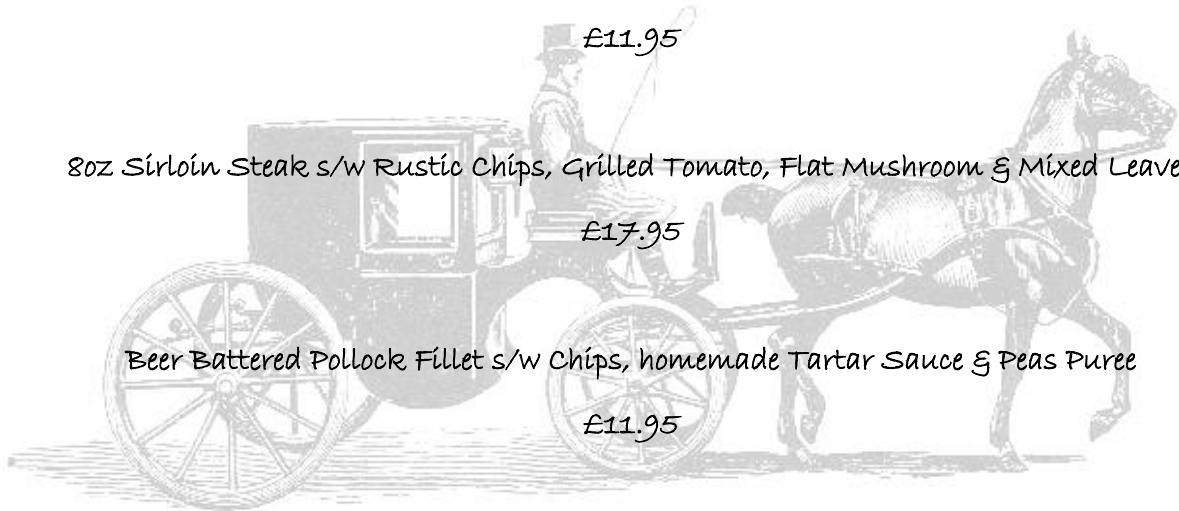 £11.95
8oz Sirloin Steak s/w Rustic Chips, Grilled Tomato, Flat Mushroom & Mixed Leave
£17.95
Beer Battered Pollock Fillet s/w Chips, homemade Tartar Sauce & Peas Puree
£11.95